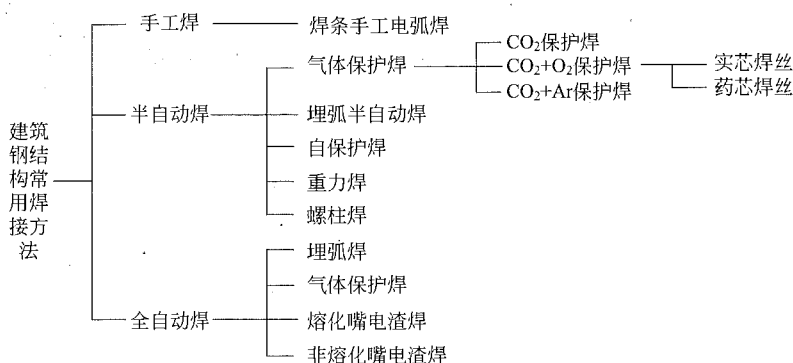 建筑
钢结
构常
用焊
接方
法
手工焊
焊条手工电弧焊
半自动焊
气体保护焊
CO₂保护焊
CO₂+O₂保护焊
CO₂+Ar保护焊
实芯焊丝
药芯焊丝
埋弧半自动焊
自保护焊
重力焊
螺柱焊
全自动焊
埋弧焊
气体保护焊
熔化嘴电渣焊
非熔化嘴电渣焊